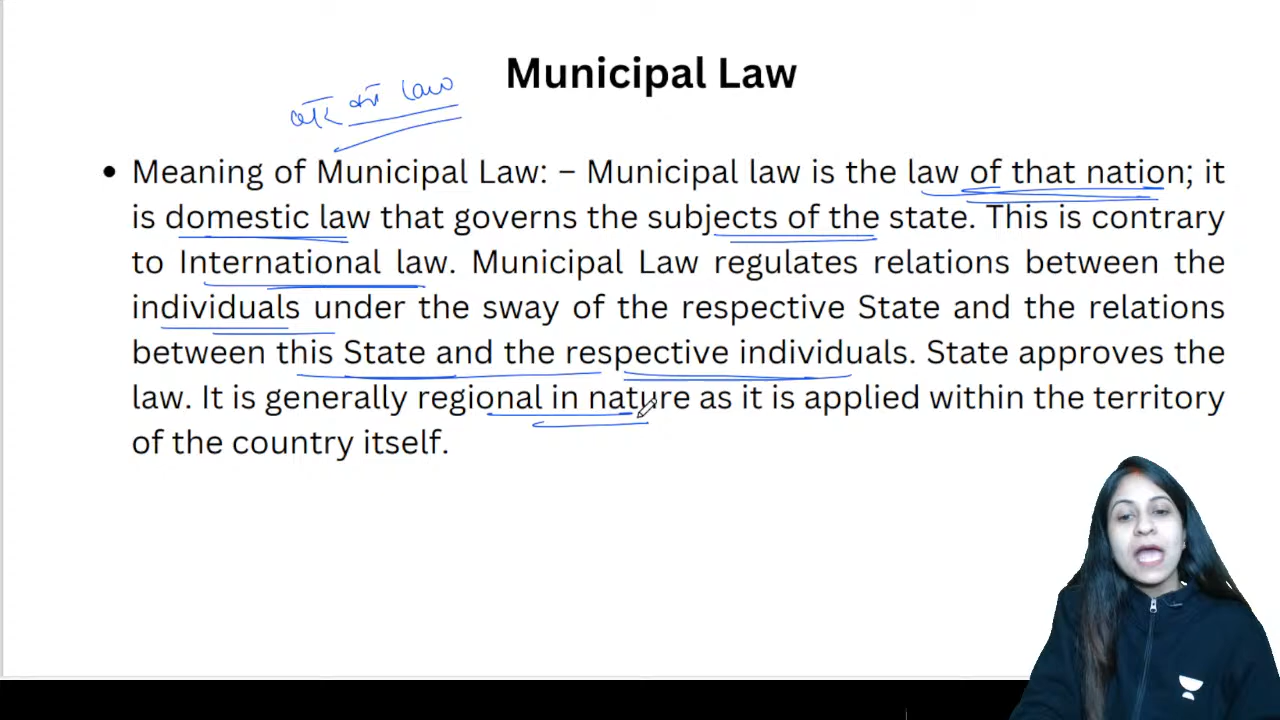 Municipal Law
घर का law
• Meaning of Municipal Law: – Municipal law is the law of that nation; it
is domestic law that governs the subjects of the state. This is contrary
to International law. Municipal Law regulates relations between the
individuals under the sway of the respective State and the relations
between this State and the respective individuals. State approves the
law. It is generally regional in nature as it is applied within the territory
of the country itself.